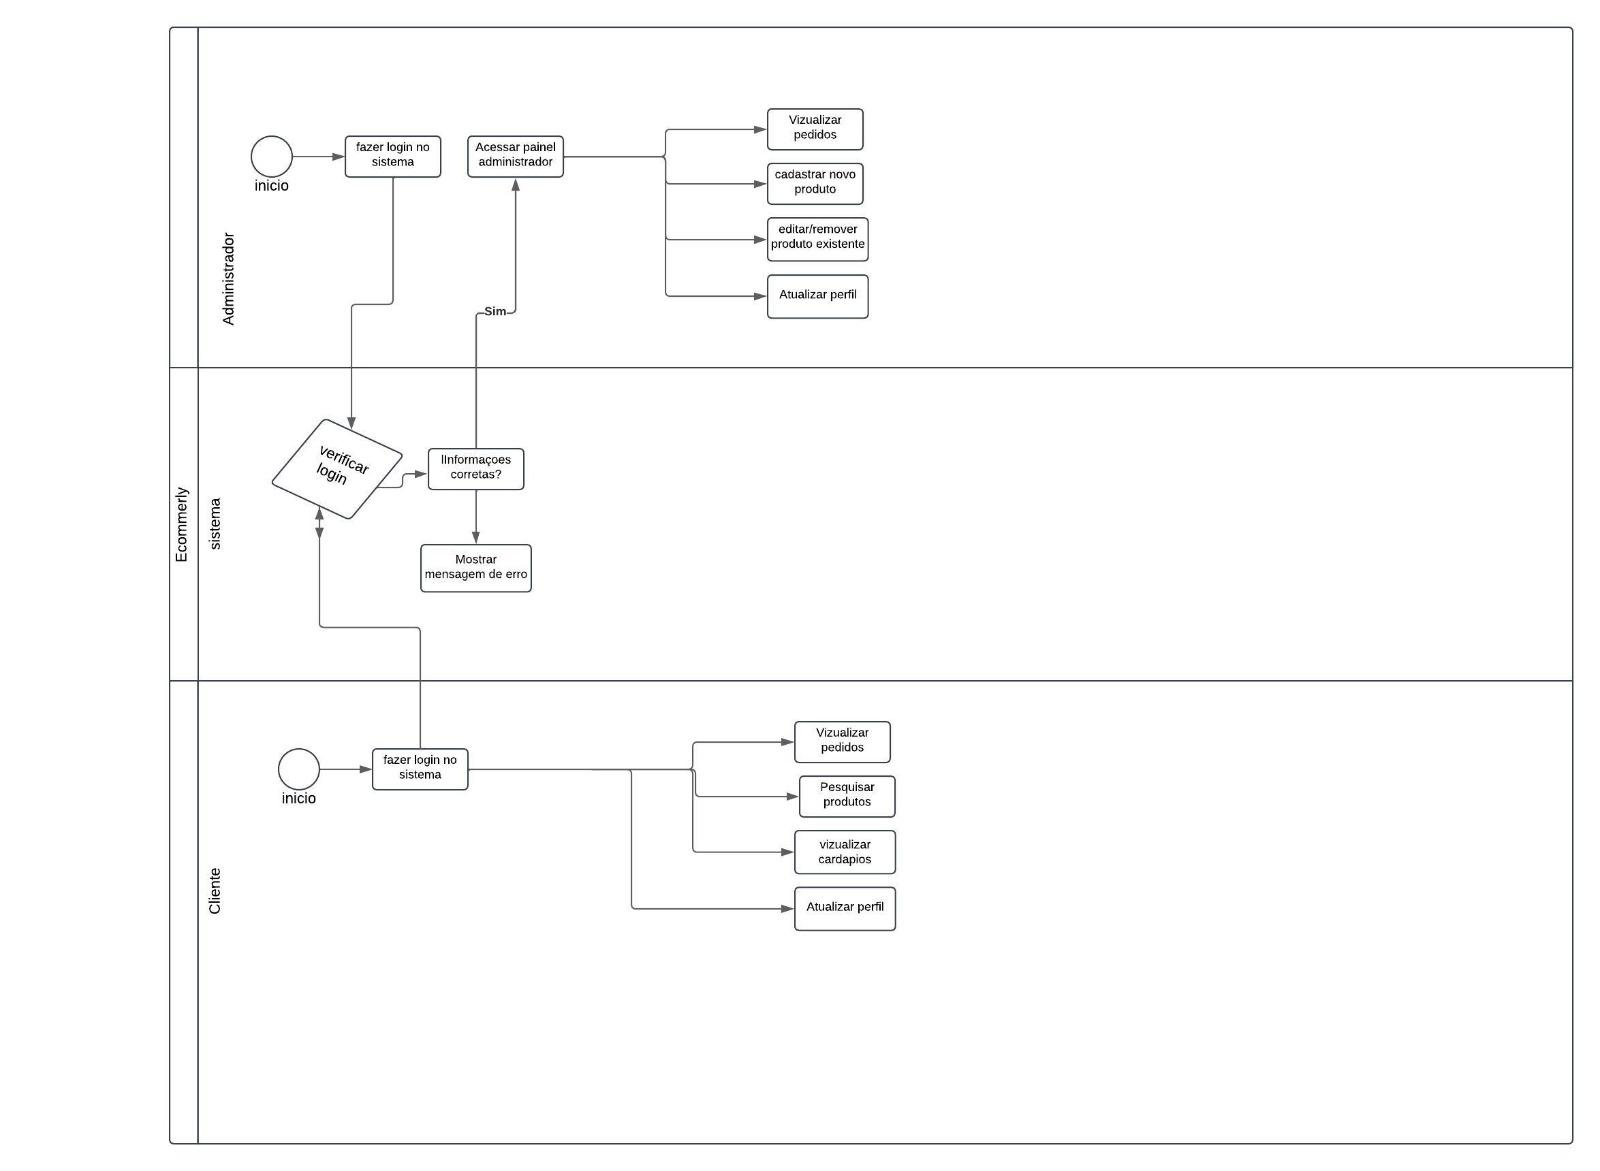 Ecommerly
Administrador
inicio
fazer login no
sistema
Acessar painel
administrador
Vizualizar
pedidos
cadastrar novo
produto
editar/remover
produto existente
Atualizar perfil
Sim
sistema
verificar
login
IInformaçoes
corretas?
Mostrar
mensagem de erro
Cliente
inicio
fazer login no
sistema
Vizualizar
pedidos
Pesquisar
produtos
vizualizar
cardapios
Atualizar perfil